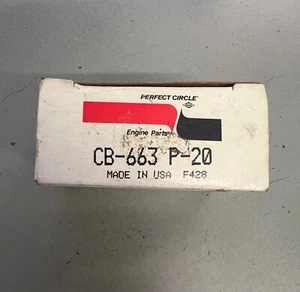 PERFECT CIRCLE
Engine Parts
CB-663 P-20
MADE IN USA F428